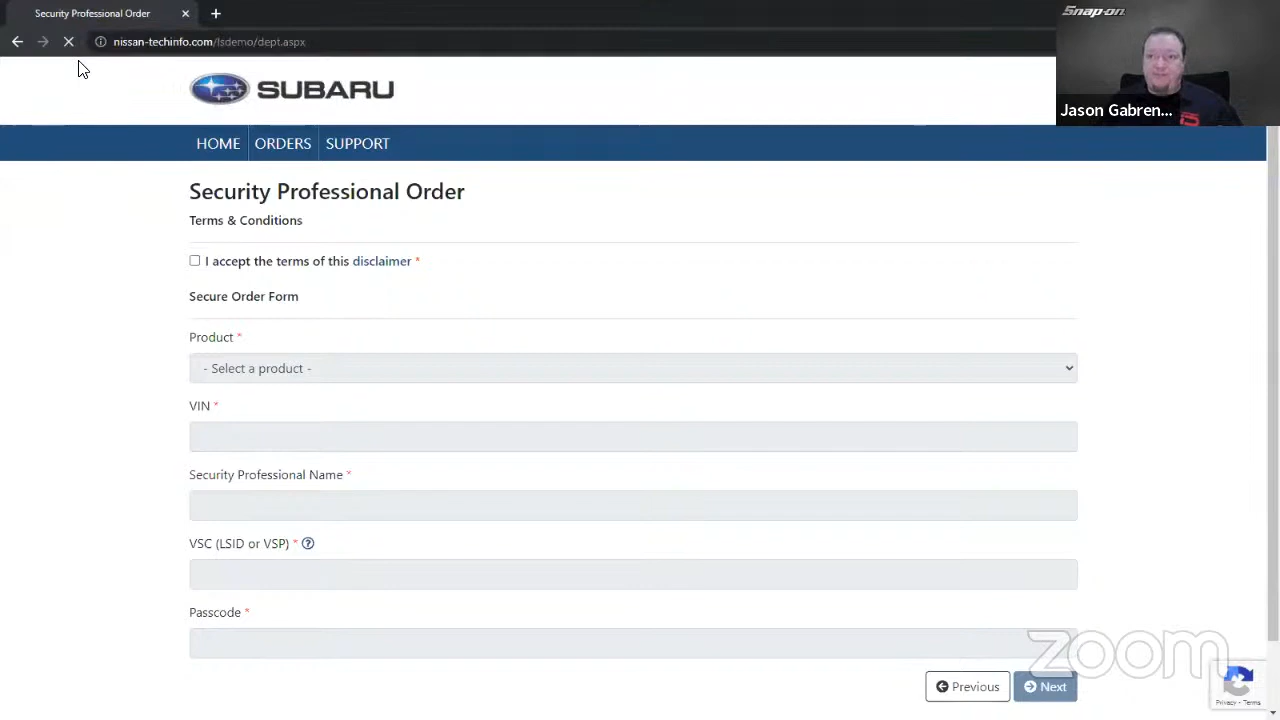 Security Professional Order
nissan-techinfo.com/lsdemo/dept.aspx
Snap-on
Jason Gabren...
SUBARU
HOME ORDERS SUPPORT
Security Professional Order
Terms & Conditions
I accept the terms of this disclaimer *
Secure Order Form
Product *
- Select a product -
VIN *
Security Professional Name *
VSC (LSID or VSP) * ?
Passcode *
Previous Next
zoom
Privacy - Terms